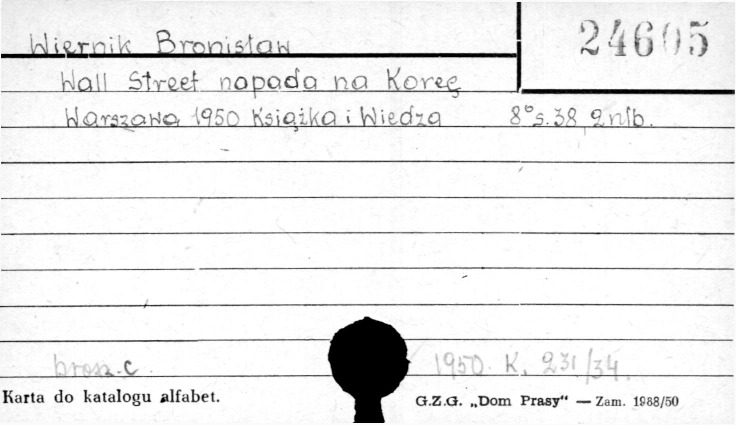 Wiernik Bronisław
24605
Wall Street napada na Koreę
Warszawa 1950 Książka i Wiedza 8° s. 38, 2 nlb.
brosz. c.
1950. K. 231/34.
Karta do katalogu alfabet.
G.Z.G. „Dom Prasy“ — Zam. 1988/50